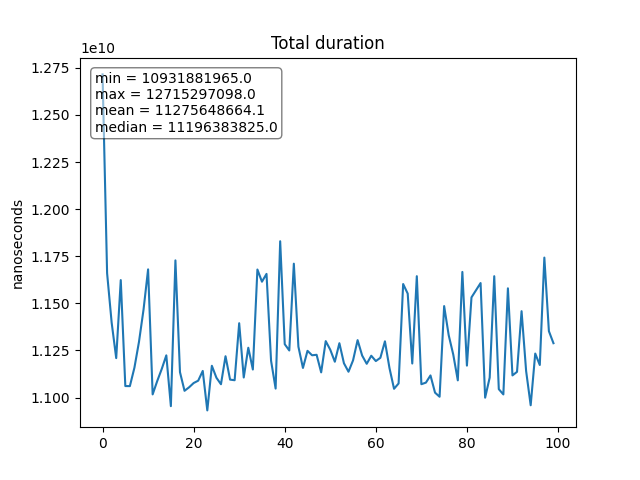 Total duration
1e10
min = 10931881965.0
max = 12715297098.0
mean = 11275648664.1
median = 11196383825.0
1.275
1.250
1.225
1.200
1.175
1.150
1.125
1.100
nanoseconds
0 20 40 60 80 100